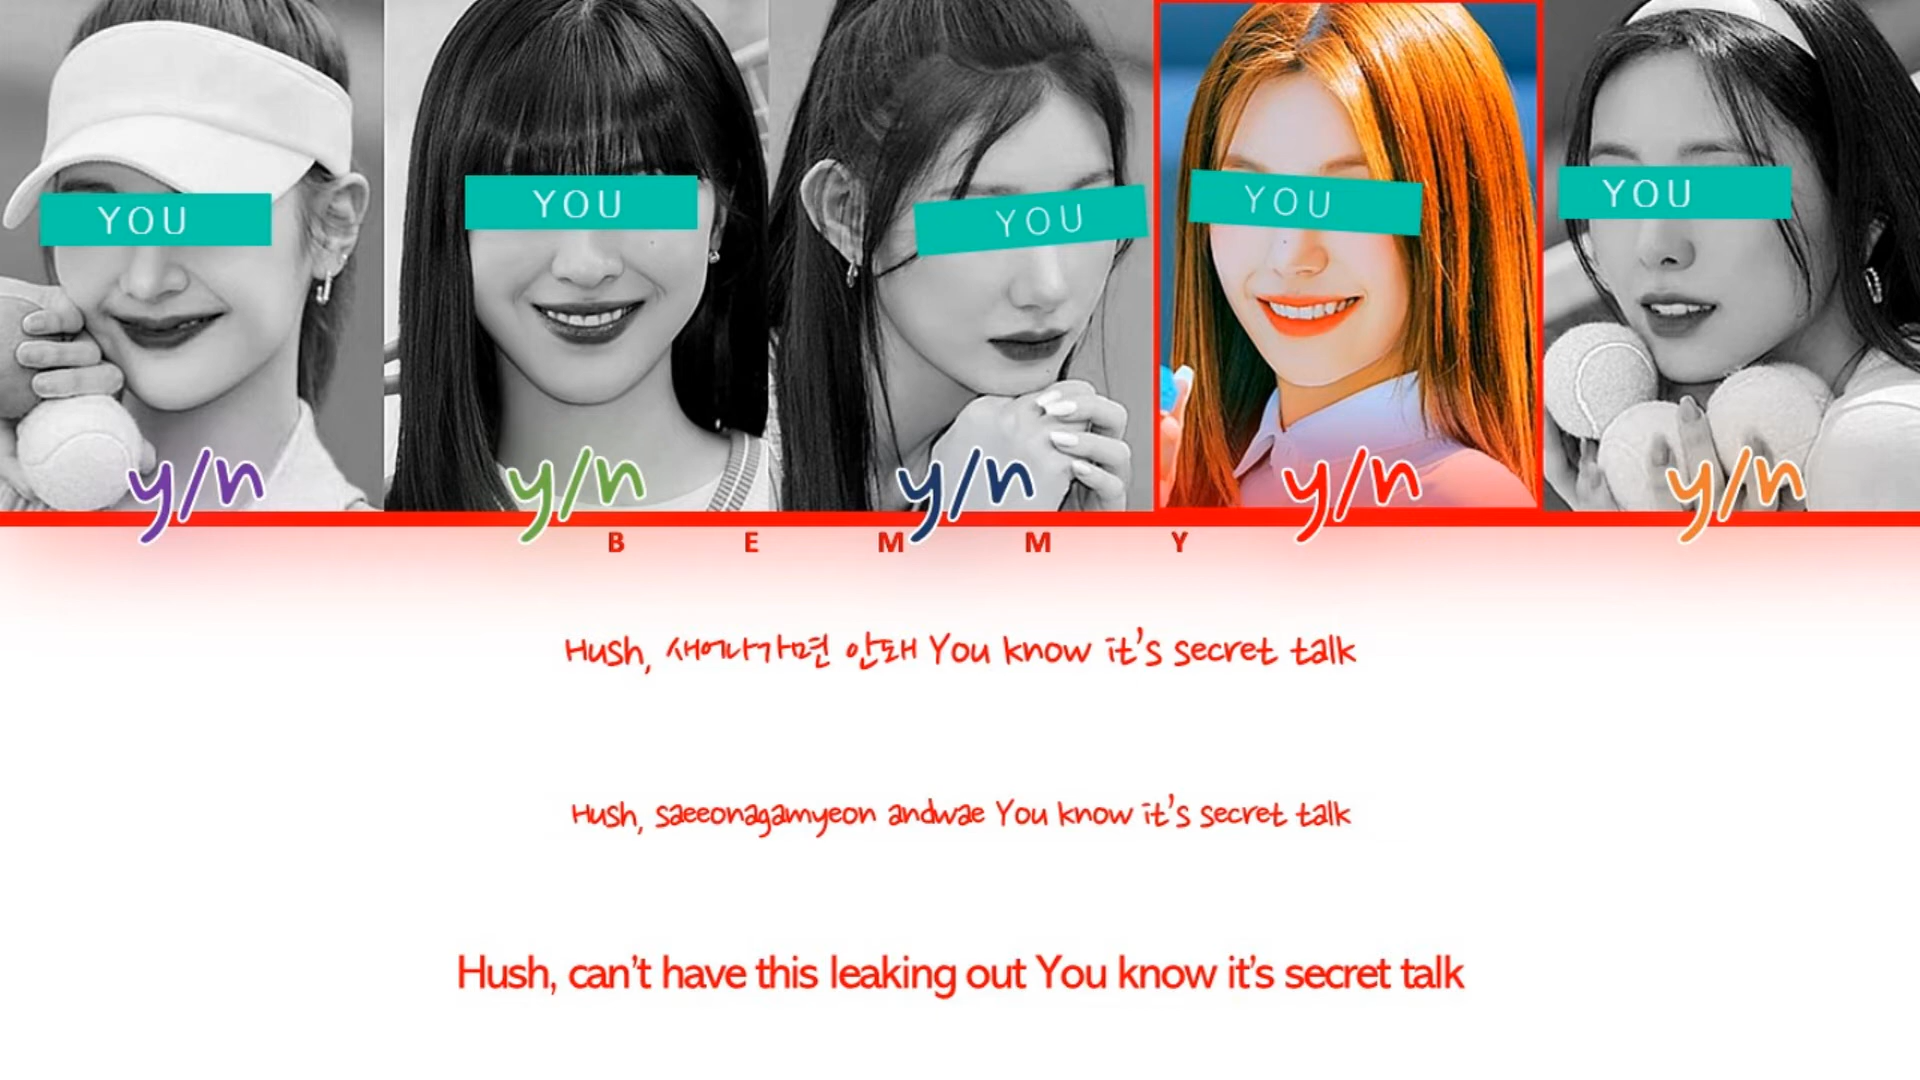 YOU
YOU
YOU
YOU
YOU
y/n
y/n
y/n
y/n
y/n
B E M M Y
Hush, 새어나가면 안돼 You know it's secret talk
Hush, saeeonagamyeon andwae You know it's secret talk
Hush, can't have this leaking out You know it's secret talk